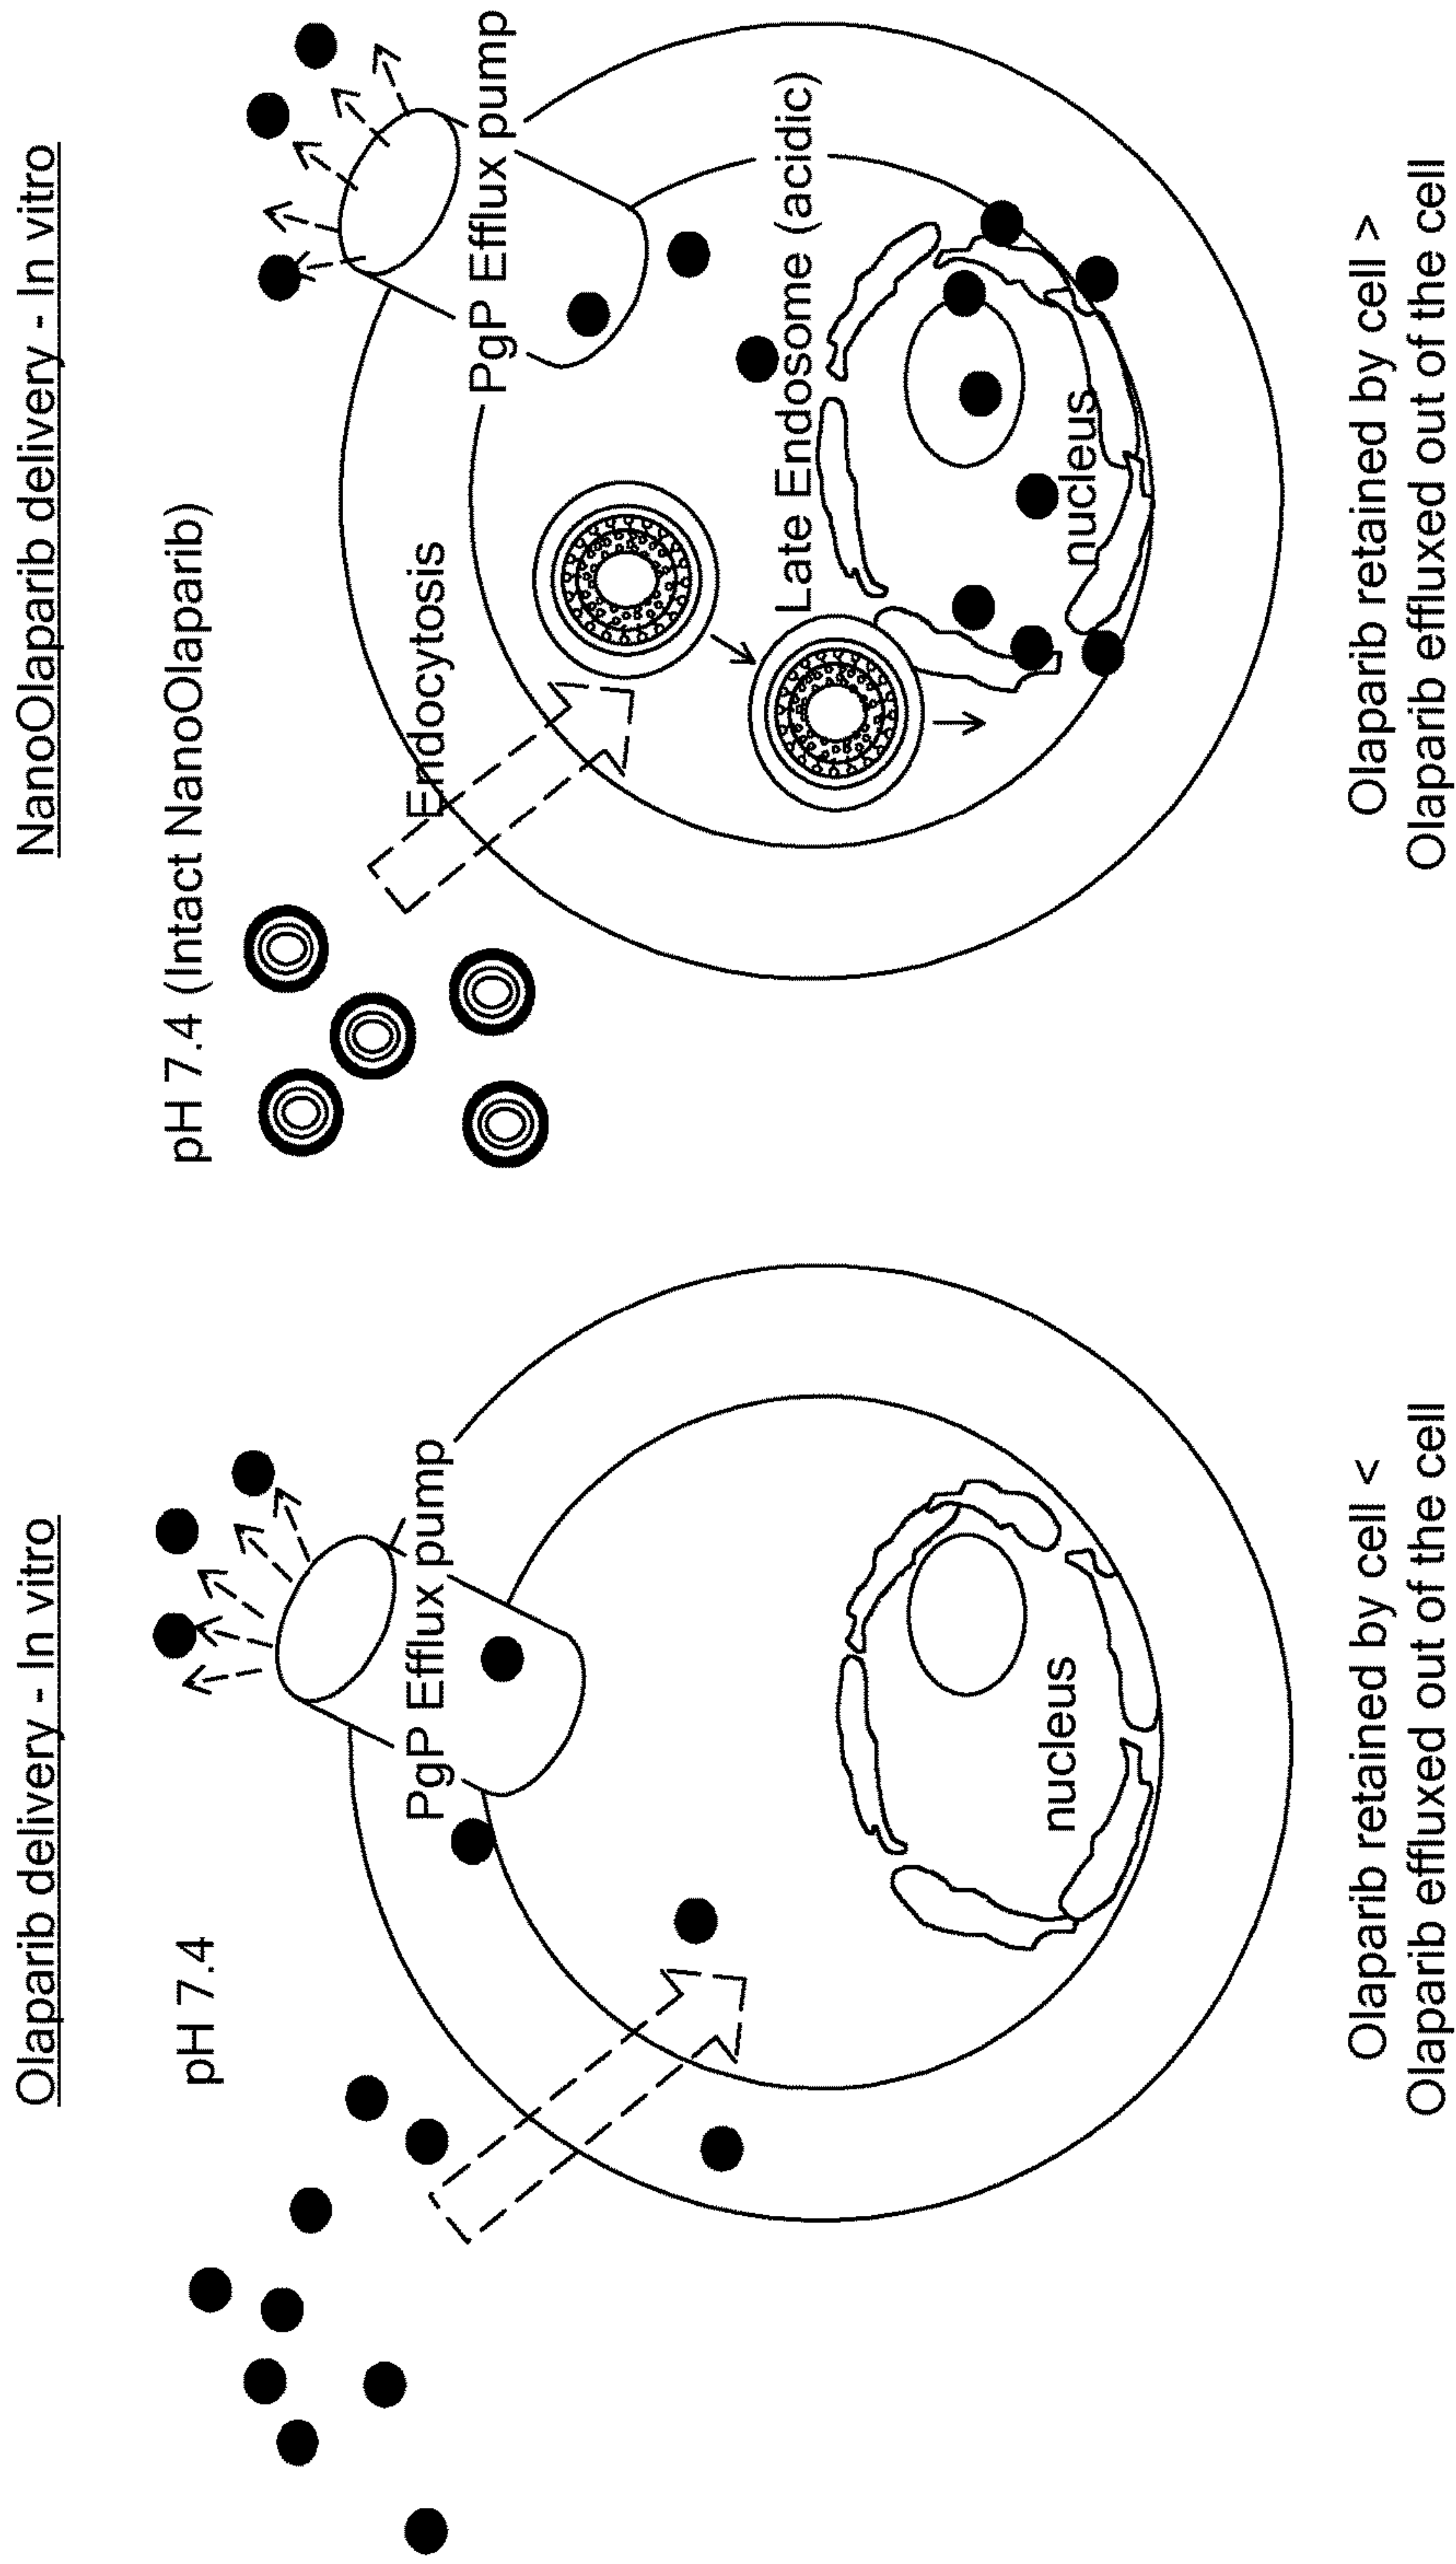 Olaparib delivery - In vitro
pH 7.4
PgP Efflux pump
nucleus
Olaparib retained by cell <
Olaparib effluxed out of the cell
NanoOlaparib delivery - In vitro
pH 7.4 (Intact NanoOlaparib)
Endocytosis
PgP Efflux pump
Late Endosome (acidic)
nucleus
Olaparib retained by cell >
Olaparib effluxed out of the cell